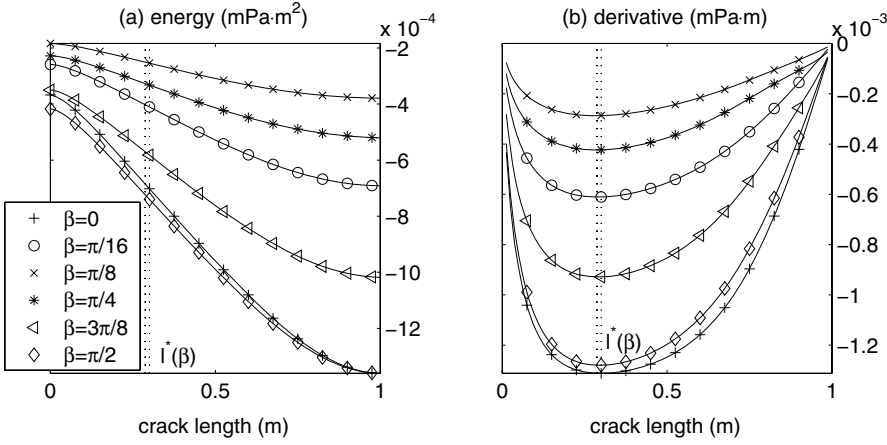 (a) energy (mPa·m²)
x 10⁻⁴
−2
−4
−6
−8
−10
−12
0
0.5
1
crack length (m)
β=0
β=π/16
β=π/8
β=π/4
β=3π/8
β=π/2
l*(β)
(b) derivative (mPa·m)
x 10⁻³
0
−0.2
−0.4
−0.6
−0.8
−1
−1.2
0
0.5
1
crack length (m)
l*(β)